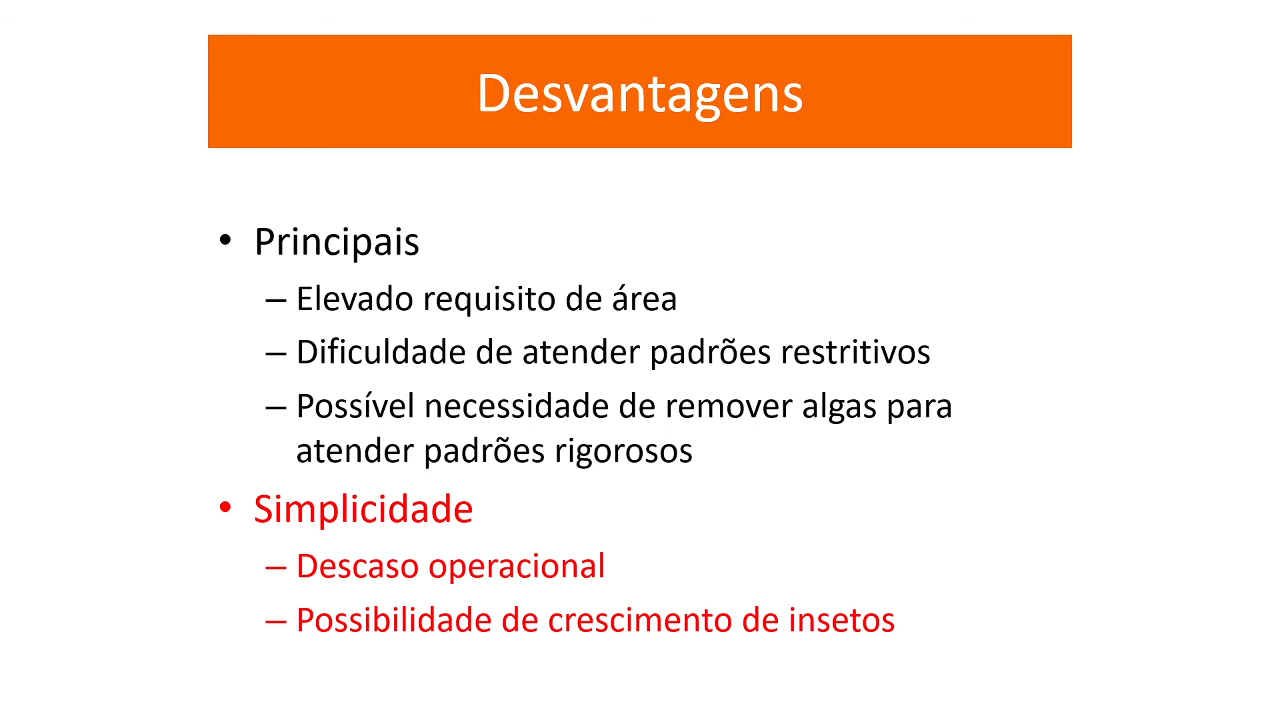 Desvantagens
• Principais
– Elevado requisito de área
– Dificuldade de atender padrões restritivos
– Possível necessidade de remover algas para
atender padrões rigorosos
• Simplicidade
– Descaso operacional
– Possibilidade de crescimento de insetos